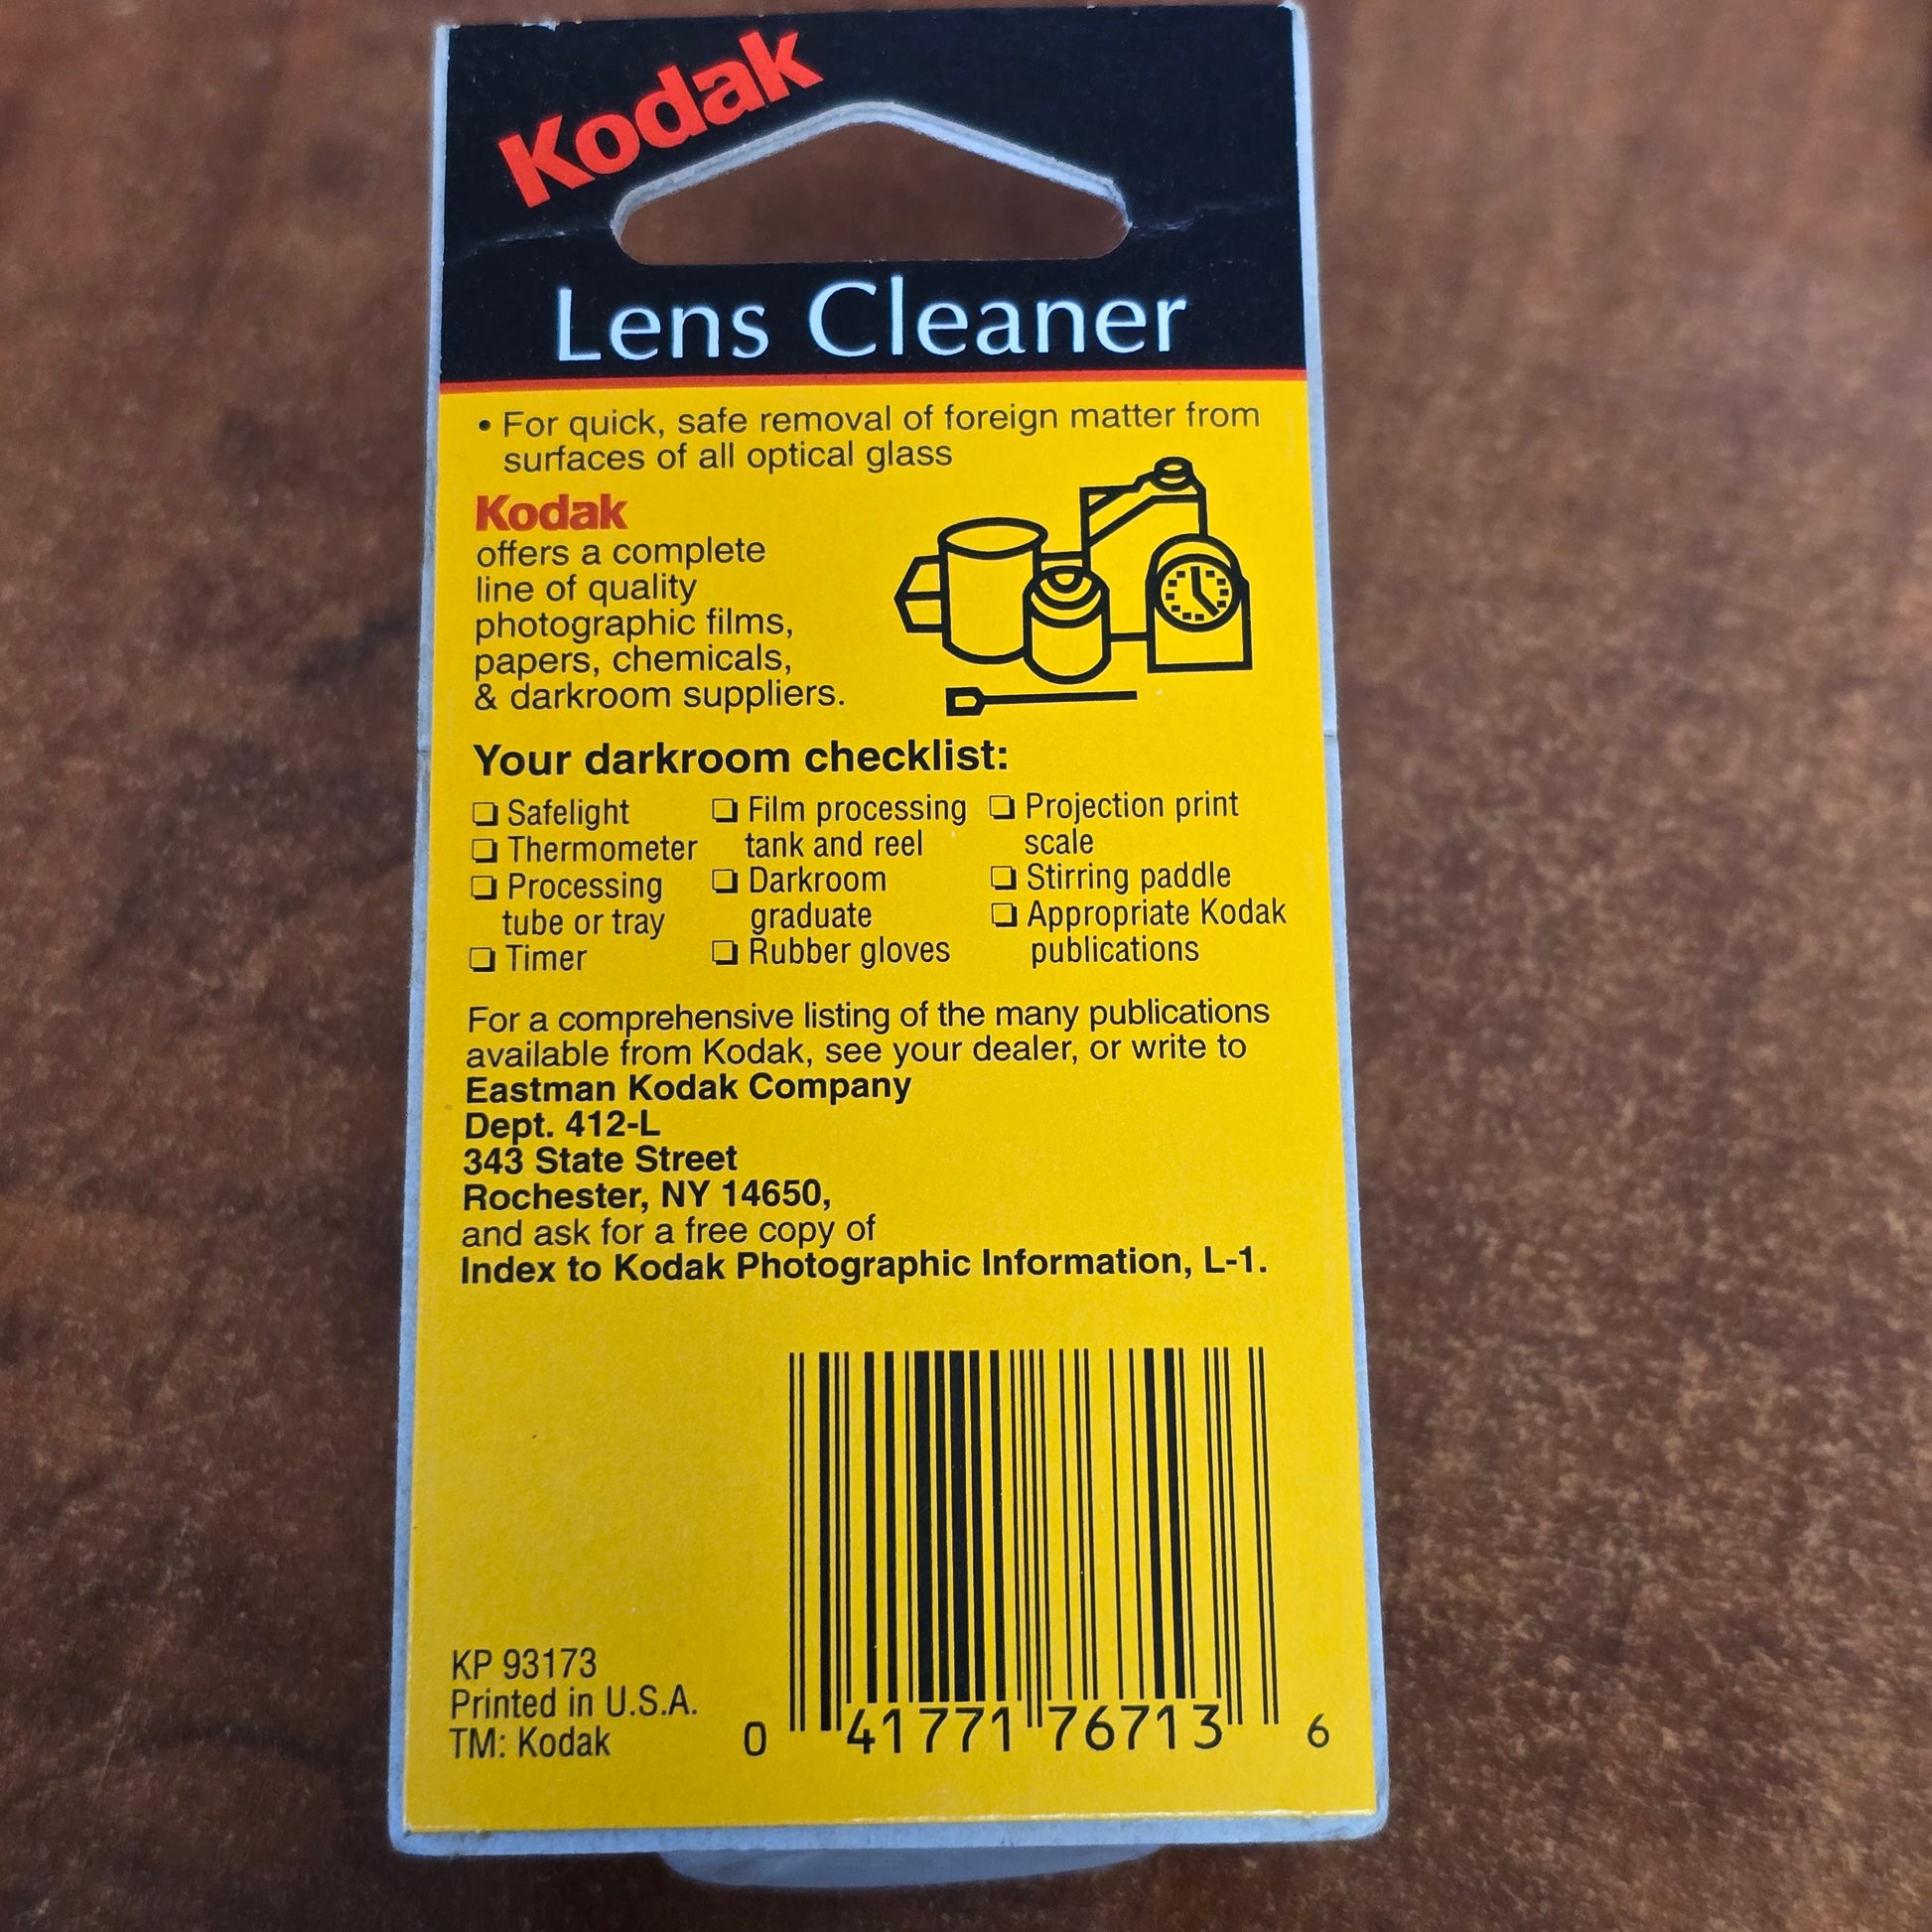 Kodak
Lens Cleaner
• For quick, safe removal of foreign matter from
surfaces of all optical glass
Kodak
offers a complete
line of quality
photographic films,
papers, chemicals,
& darkroom suppliers.
Your darkroom checklist:
❏ Safelight
❏ Thermometer
❏ Processing
tube or tray
❏ Timer
❏ Film processing
tank and reel
❏ Darkroom
graduate
❏ Rubber gloves
❏ Projection print
scale
❏ Stirring paddle
❏ Appropriate Kodak
publications
For a comprehensive listing of the many publications
available from Kodak, see your dealer, or write to
Eastman Kodak Company
Dept. 412-L
343 State Street
Rochester, NY 14650,
and ask for a free copy of
Index to Kodak Photographic Information, L-1.
KP 93173
Printed in U.S.A.
TM: Kodak
0 41771 76713 6